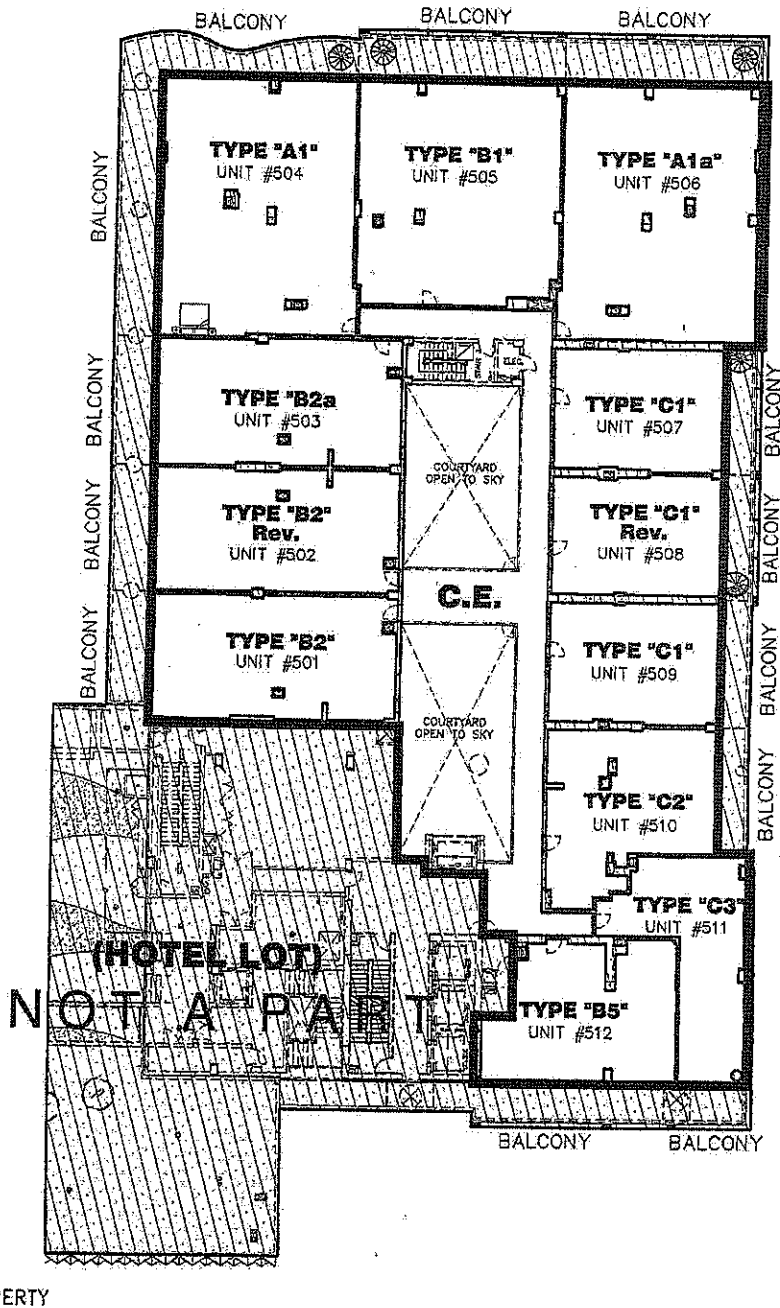 BALCONY
BALCONY
BALCONY
TYPE "A1"
UNIT #504
TYPE "B1"
UNIT #505
TYPE "A1a"
UNIT #506
BALCONY
BALCONY
TYPE "B2a
UNIT #503
ELEC.
TYPE "C1"
UNIT #507
BALCONY
COURTYARD
OPEN TO SKY
BALCONY
TYPE "B2"
Rev.
UNIT #502
TYPE "C1"
Rev.
UNIT #508
BALCONY
C.E.
BALCONY
TYPE "B2"
UNIT #501
TYPE "C1"
UNIT #509
BALCONY
COURTYARD
OPEN TO SKY
BALCONY
TYPE "C2"
UNIT #510
TYPE "C3"
UNIT #511
(HOTEL LOT)
NOT A PART
TYPE "B5"
UNIT #512
BALCONY
BALCONY
PERTY